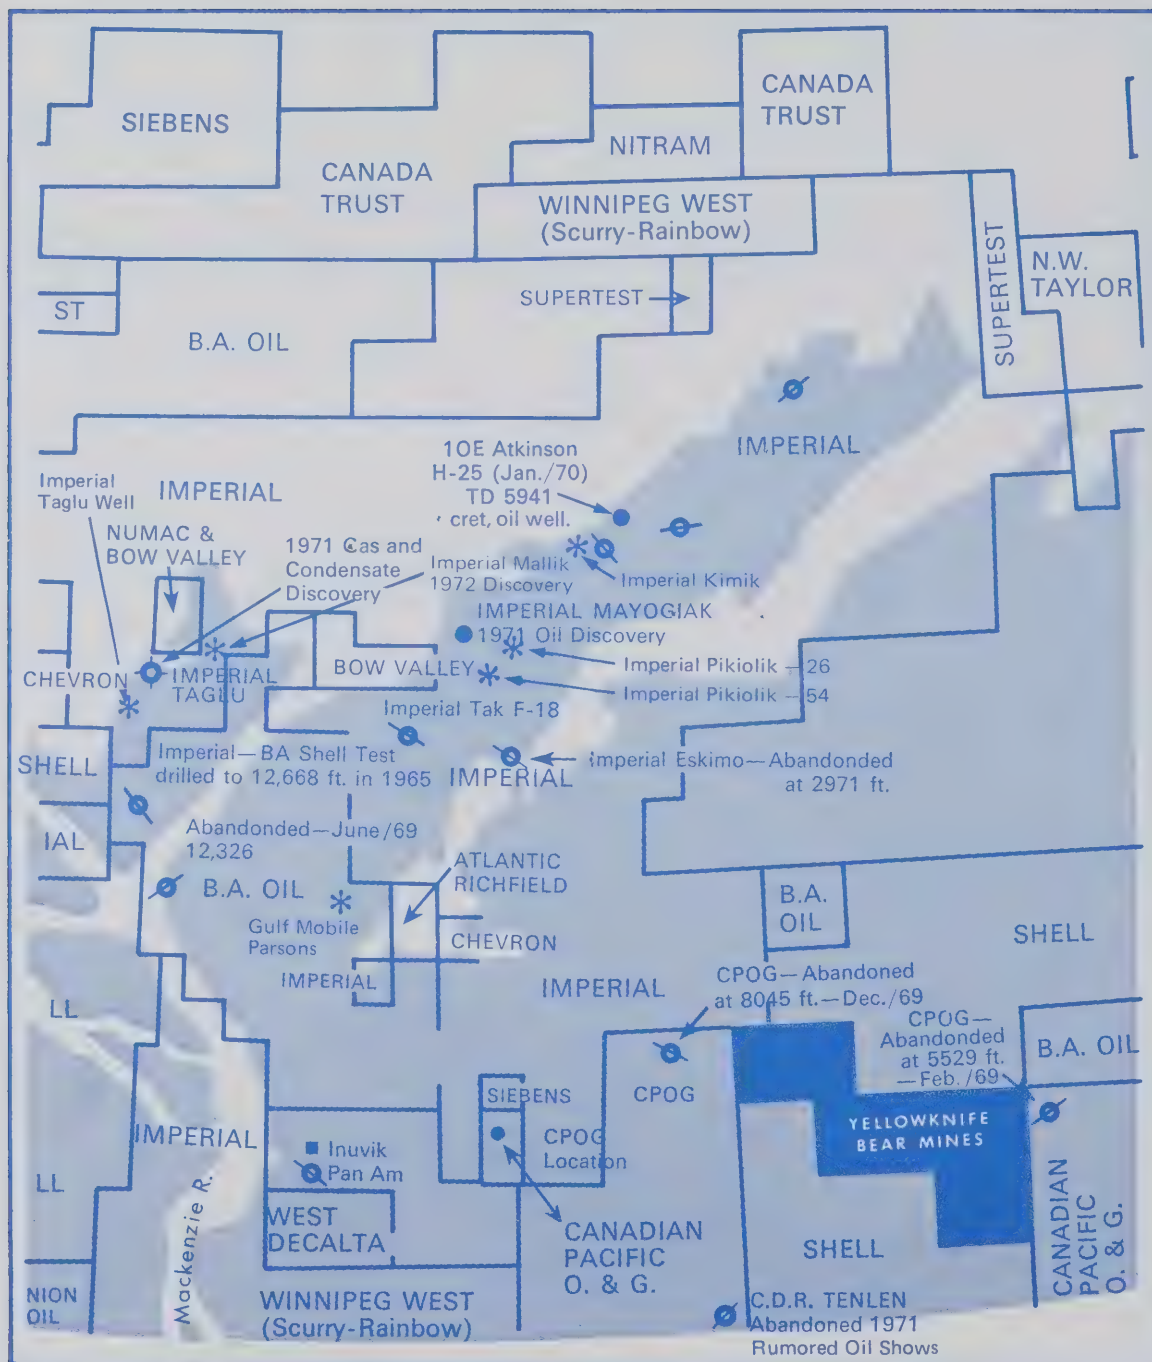 SIEBENS
CANADA
TRUST
NITRAM
CANADA
TRUST
WINNIPEG WEST
(Scurry-Rainbow)
SUPERTEST
N.W.
TAYLOR
ST
B.A. OIL
SUPERTEST
IMPERIAL
10E Atkinson
H-25 (Jan./70)
TD 5941
cret, oil well.
Imperial
Taglu Well
IMPERIAL
NUMAC &
BOW VALLEY
1971 Cas and
Condensate
Discovery
Imperial Mallik
1972 Discovery
Imperial Kimik
IMPERIAL MAYOGIAK
1971 Oil Discovery
CHEVRON
IMPERIAL
TAGLU
BOW VALLEY
Imperial Pikiolik - 26
Imperial Pikiolik - 54
Imperial Tak F-18
SHELL
Imperial—BA Shell Test
drilled to 12,668 ft. in 1965
IMPERIAL
Imperial Eskimo—Abandonded
at 2971 ft.
IAL
Abandonded—June/69
12,326
B.A. OIL
ATLANTIC
RICHFIELD
Gulf Mobile
Parsons
CHEVRON
B.A.
OIL
SHELL
IMPERIAL
IMPERIAL
CPOG—Abandoned
at 8045 ft.—Dec./69
LL
CPOG—
Abandonded
at 5529 ft.
—Feb./69
B.A. OIL
SIEBENS
CPOG
IMPERIAL
Inuvik
Pan Am
CPOG
Location
YELLOWKNIFE
BEAR MINES
LL
Mackenzie R.
WEST
DECALTA
CANADIAN
PACIFIC
O. & G.
SHELL
CANADIAN
PACIFIC
O. & G.
NION
OIL
WINNIPEG WEST
(Scurry-Rainbow)
C.D.R. TENLEN
Abandoned 1971
Rumored Oil Shows